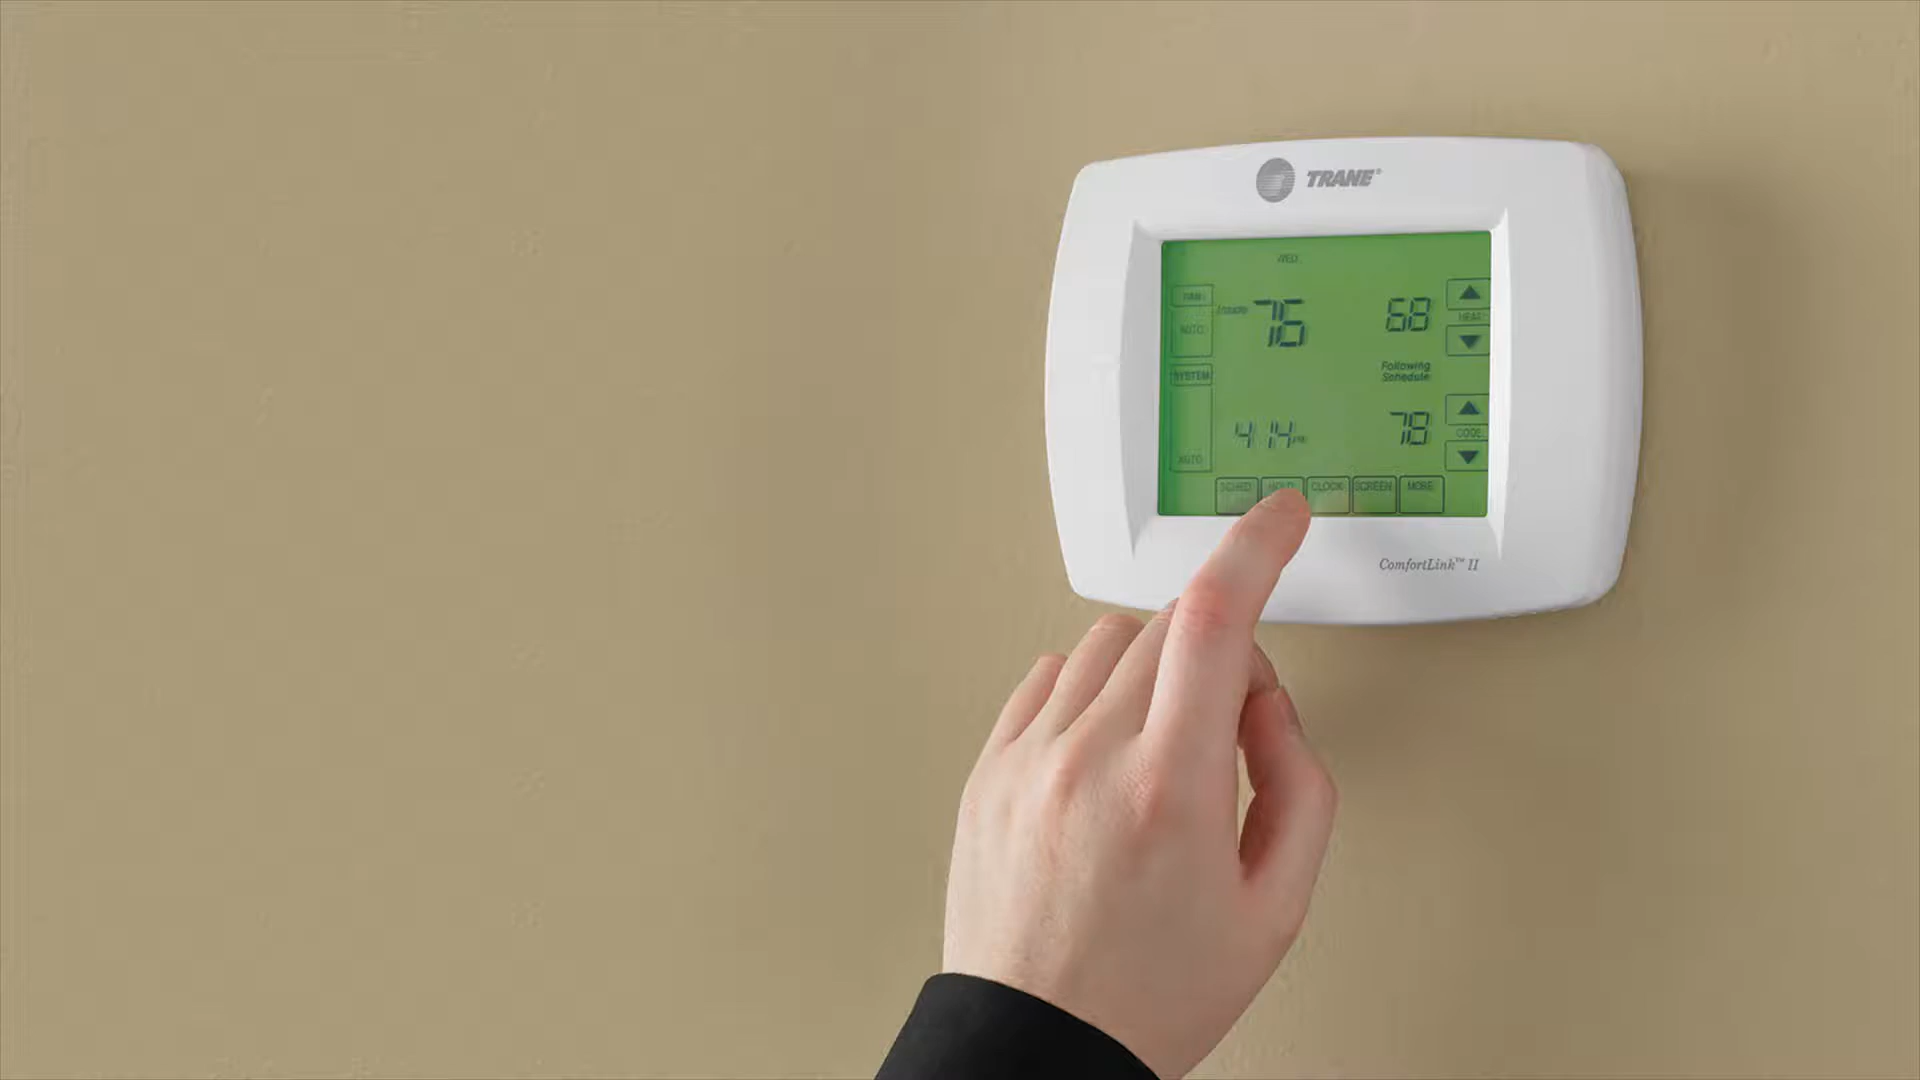 TRANE®
WED
FAN
Inside 76
68
HEAT
AUTO
Following
Schedule
SYSTEM
4 14 PM
78
COOL
AUTO
SCHED HOLD CLOCK SCREEN MORE
ComfortLink™ II